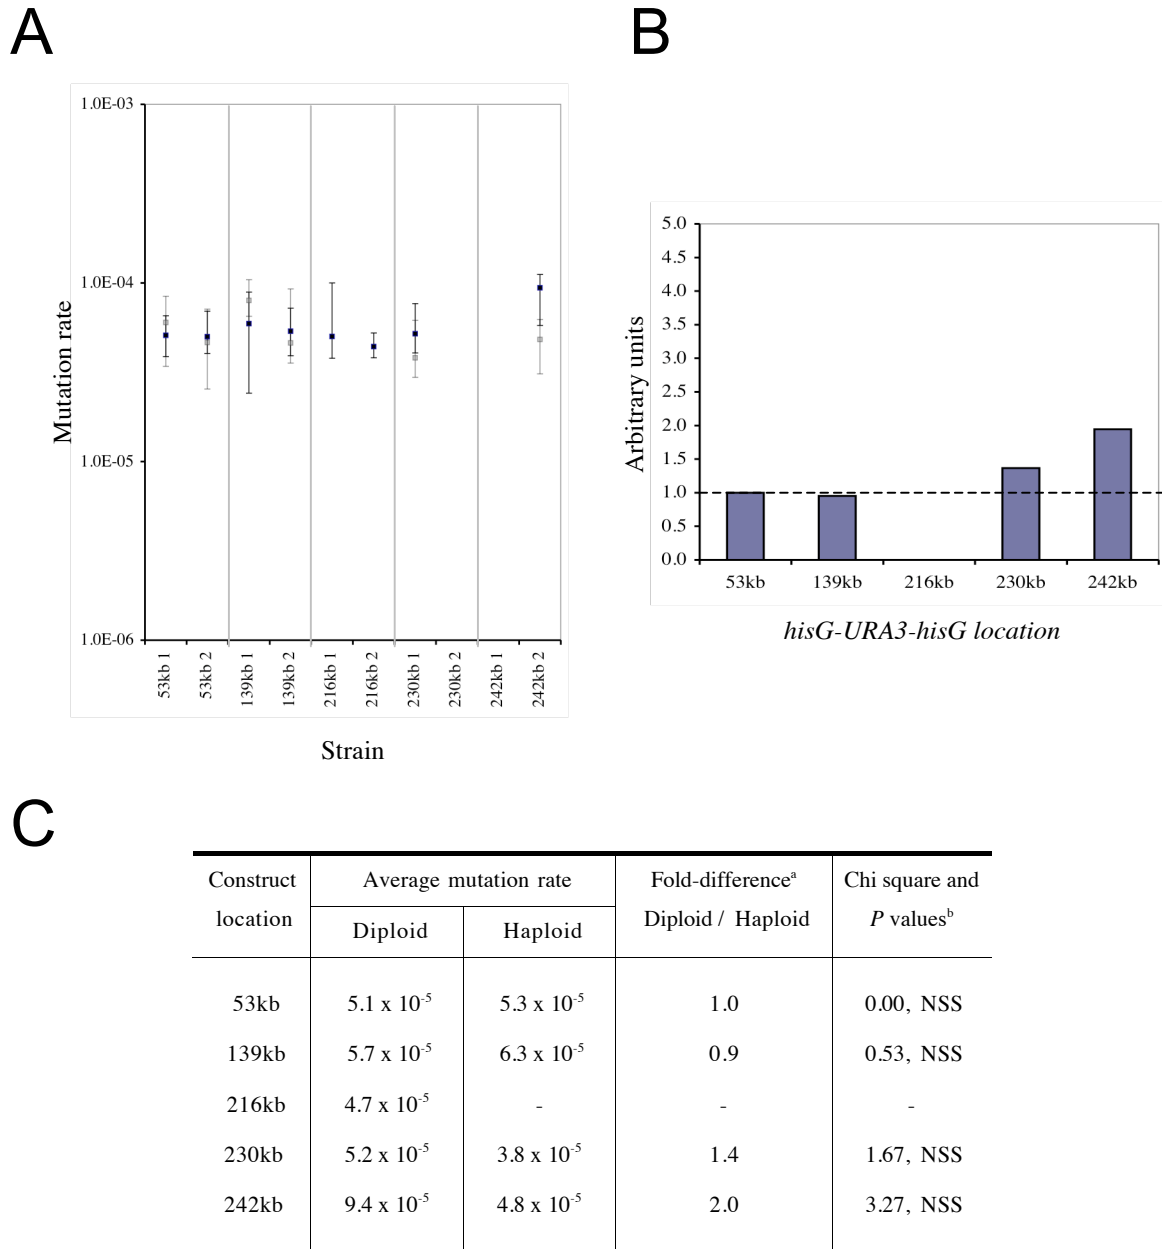 A
1.0E-03
1.0E-04
1.0E-05
1.0E-06
Mutation rate
53kb 1
53kb 2
139kb 1
139kb 2
216kb 1
216kb 2
230kb 1
230kb 2
242kb 1
242kb 2
Strain
B
5.0
4.5
4.0
3.5
3.0
2.5
2.0
1.5
1.0
0.5
0.0
Arbitrary units
53kb 139kb 216kb 230kb 242kb
hisG-URA3-hisG location
C
Construct location
Average mutation rate
Diploid Haploid
Fold-differenceᵃ
Diploid / Haploid
Chi square and
P valuesᵇ
53kb 5.1 x 10⁻⁵ 5.3 x 10⁻⁵ 1.0 0.00, NSS
139kb 5.7 x 10⁻⁵ 6.3 x 10⁻⁵ 0.9 0.53, NSS
216kb 4.7 x 10⁻⁵ - - -
230kb 5.2 x 10⁻⁵ 3.8 x 10⁻⁵ 1.4 1.67, NSS
242kb 9.4 x 10⁻⁵ 4.8 x 10⁻⁵ 2.0 3.27, NSS